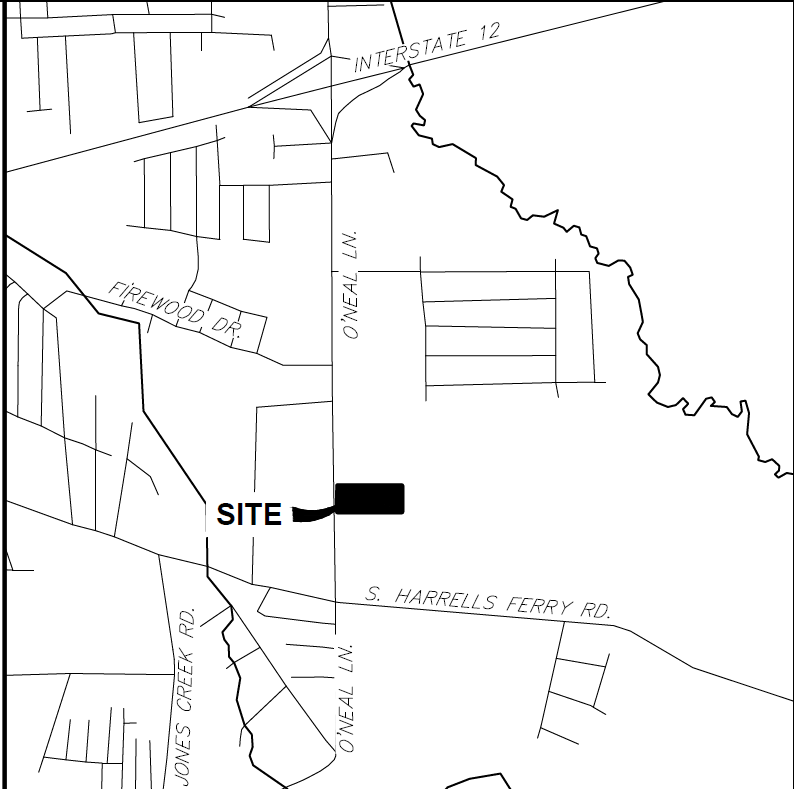 INTERSTATE 12
O'NEAL LN.
FIREWOOD DR.
SITE
S. HARRELLS FERRY RD.
JONES CREEK RD.
O'NEAL LN.